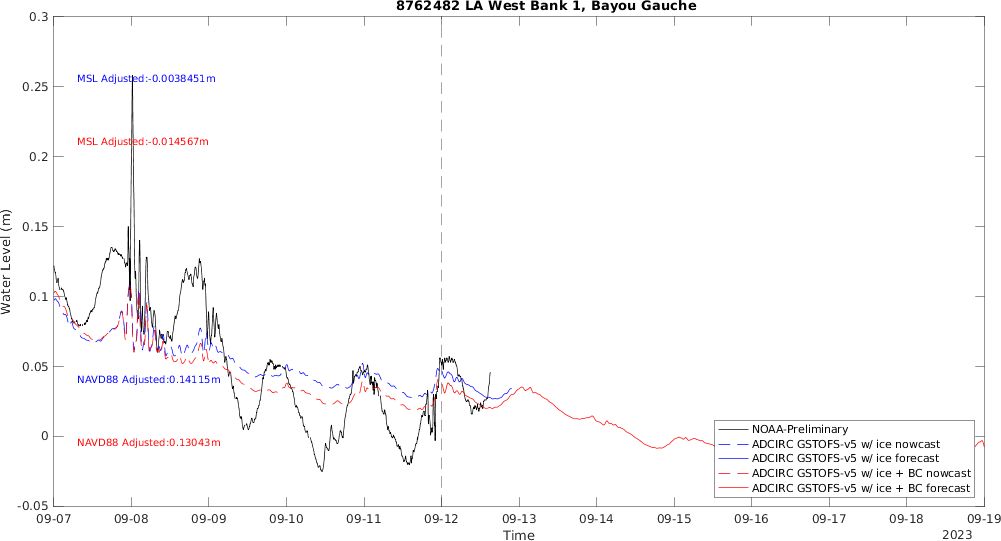 8762482 LA West Bank 1, Bayou Gauche
0.3
0.25
0.2
0.15
0.1
0.05
0
-0.05
Water Level (m)
MSL Adjusted:-0.0038451m
MSL Adjusted:-0.014567m
NAVD88 Adjusted:0.14115m
NAVD88 Adjusted:0.13043m
NOAA-Preliminary
ADCIRC GSTOFS-v5 w/ ice nowcast
ADCIRC GSTOFS-v5 w/ ice forecast
ADCIRC GSTOFS-v5 w/ ice + BC nowcast
ADCIRC GSTOFS-v5 w/ ice + BC forecast
09-07 09-08 09-09 09-10 09-11 09-12 09-13 09-14 09-15 09-16 09-17 09-18 09-19
Time
2023